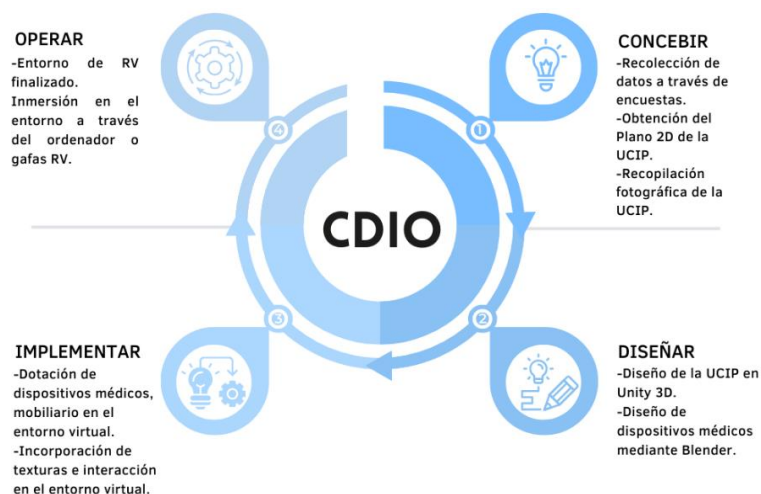 OPERAR
-Entorno de RV
finalizado.
Inmersión en el
entorno a través
del ordenador o
gafas RV.
4
CONCEBIR
-Recolección de
datos a través de
encuestas.
-Obtención del
Plano 2D de la
UCIP.
-Recopilación
fotográfica de la
UCIP.
1
CDIO
IMPLEMENTAR
-Dotación de
dispositivos médicos,
mobiliario en el
entorno virtual.
-Incorporación de
texturas e interacción
en el entorno virtual.
3
DISEÑAR
-Diseño de la UCIP en
Unity 3D.
-Diseño de
dispositivos médicos
mediante Blender.
2